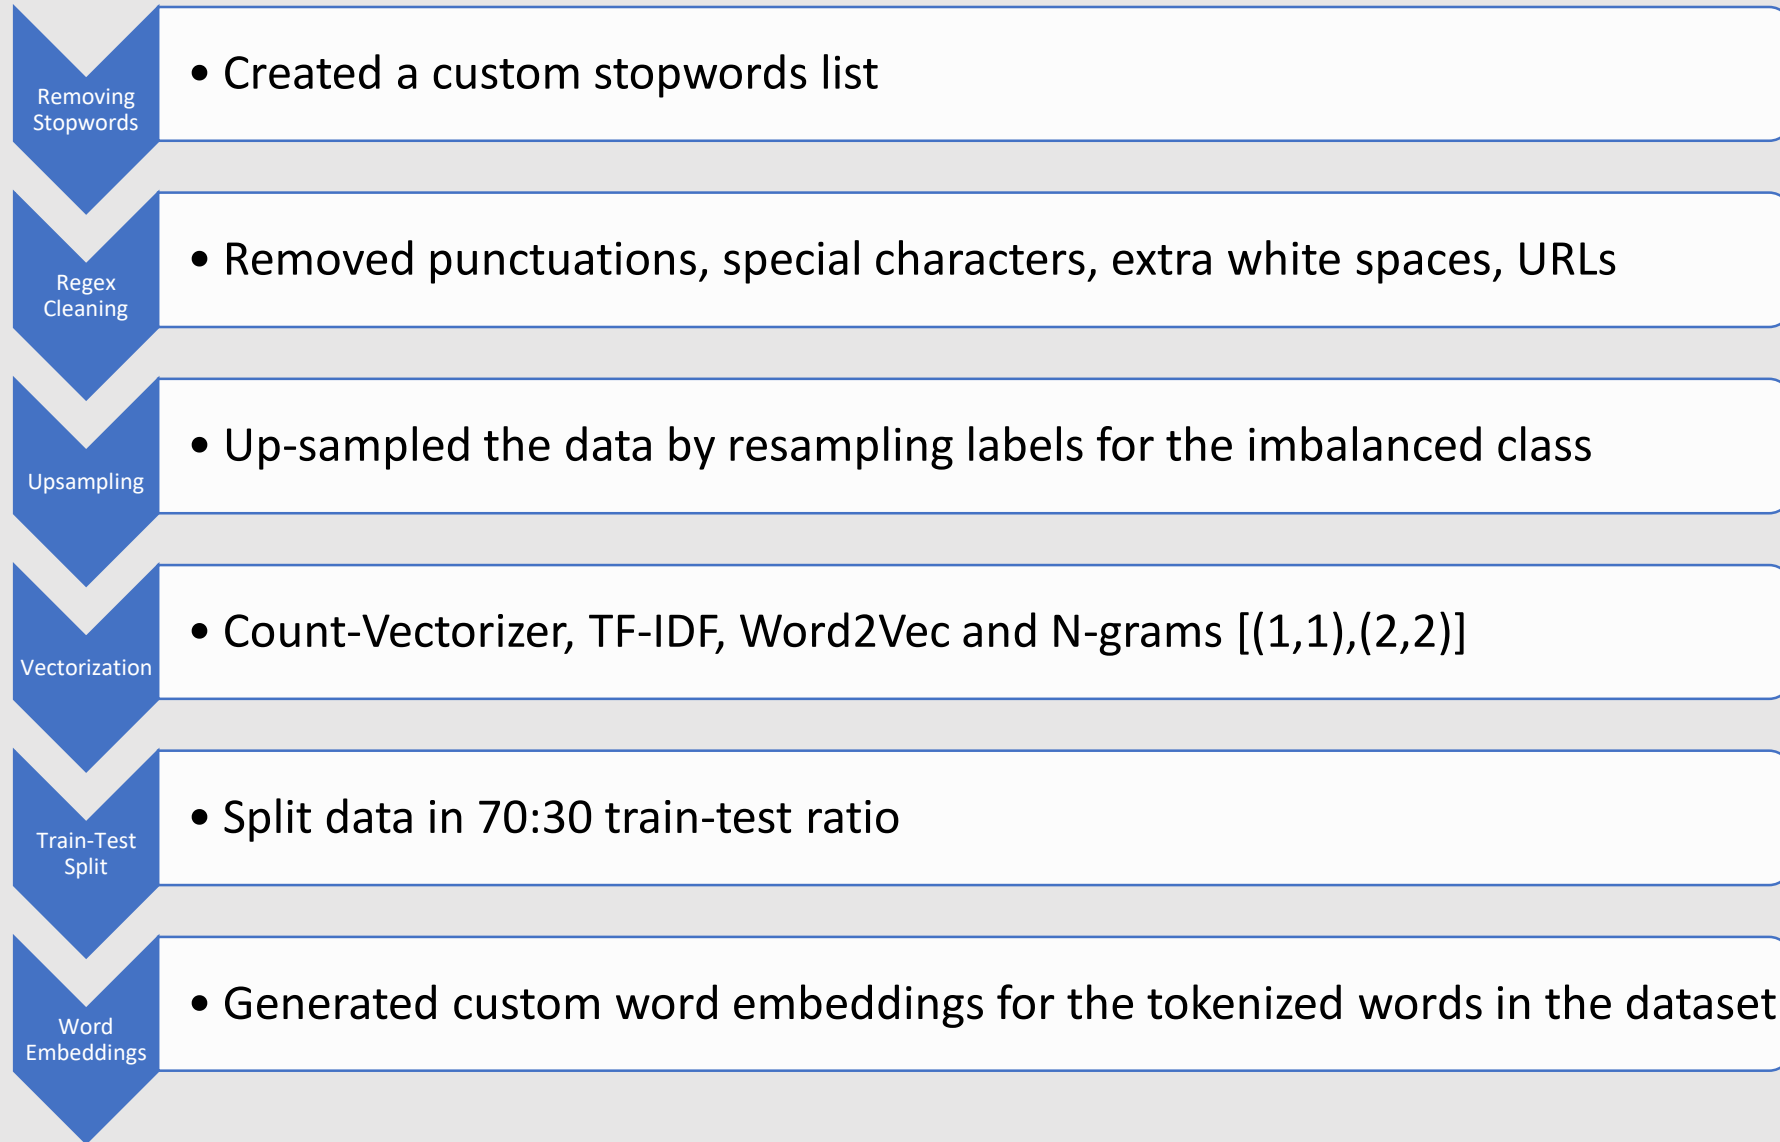 Removing
Stopwords
• Created a custom stopwords list
Regex
Cleaning
• Removed punctuations, special characters, extra white spaces, URLs
Upsampling
• Up-sampled the data by resampling labels for the imbalanced class
Vectorization
• Count-Vectorizer, TF-IDF, Word2Vec and N-grams [(1,1),(2,2)]
Train-Test
Split
• Split data in 70:30 train-test ratio
Word
Embeddings
• Generated custom word embeddings for the tokenized words in the dataset